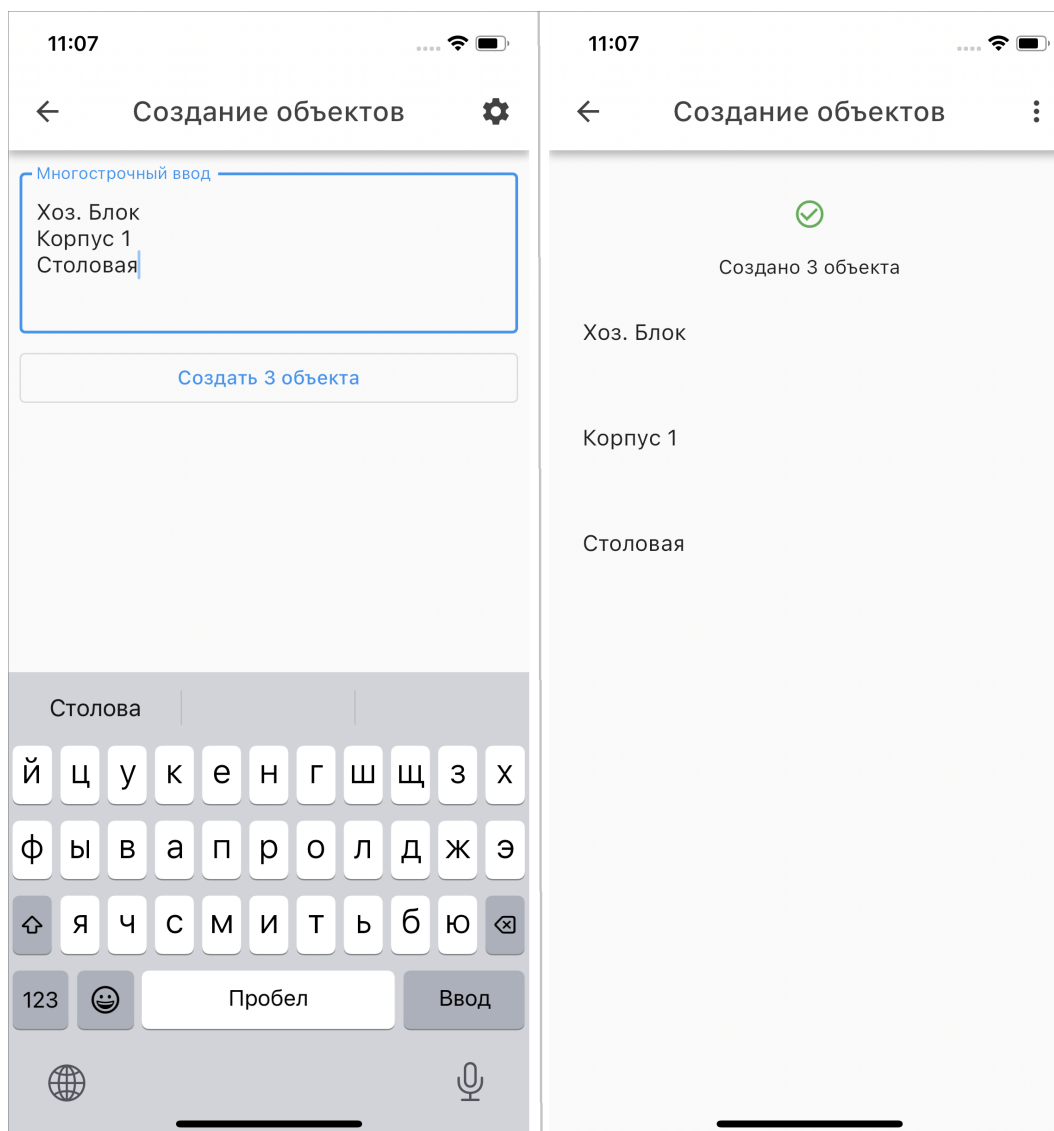 11:07
Создание объектов
Многострочный ввод
Хоз. Блок
Корпус 1
Столовая
Создать 3 объекта
Столова
й ц у к е н г ш щ з х
ф ы в а п р о л д ж э
я ч с м и т ь б ю
123 Пробел Ввод
11:07
Создание объектов
Создано 3 объекта
Хоз. Блок
Корпус 1
Столовая